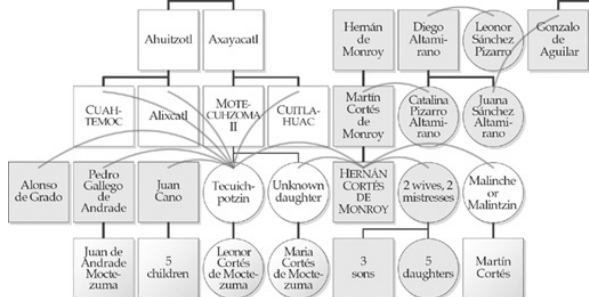 Hernán
de
Monroy
Diego
Altami-
rano
Leonor
Sánchez
Pizarro
Gonzalo
de
Aguilar
Ahuitzotl
Axayacatl
CUAH-
TEMOC
Alixcatl
MOTE-
CUHZOMA
II
CUITLA-
HUAC
Martín
Cortés
de
Monroy
Catalina
Pizarro
Altami-
rano
Juana
Sánchez
Altami-
rano
Alonso
de Grado
Pedro
Gallego
de
Andrade
Juan
Cano
Tecuich-
potzin
Unknown
daughter
HERNÁN
CORTÉS
DE
MONROY
2 wives, 2
mistresses
Malinche
or
Malintzin
Juan de
Andrade
Mocte-
zuma
5
children
Leonor
Cortés
de Mocte-
zuma
Maria
Cortés
de Mocte-
zuma
3
sons
5
daughters
Martín
Cortés